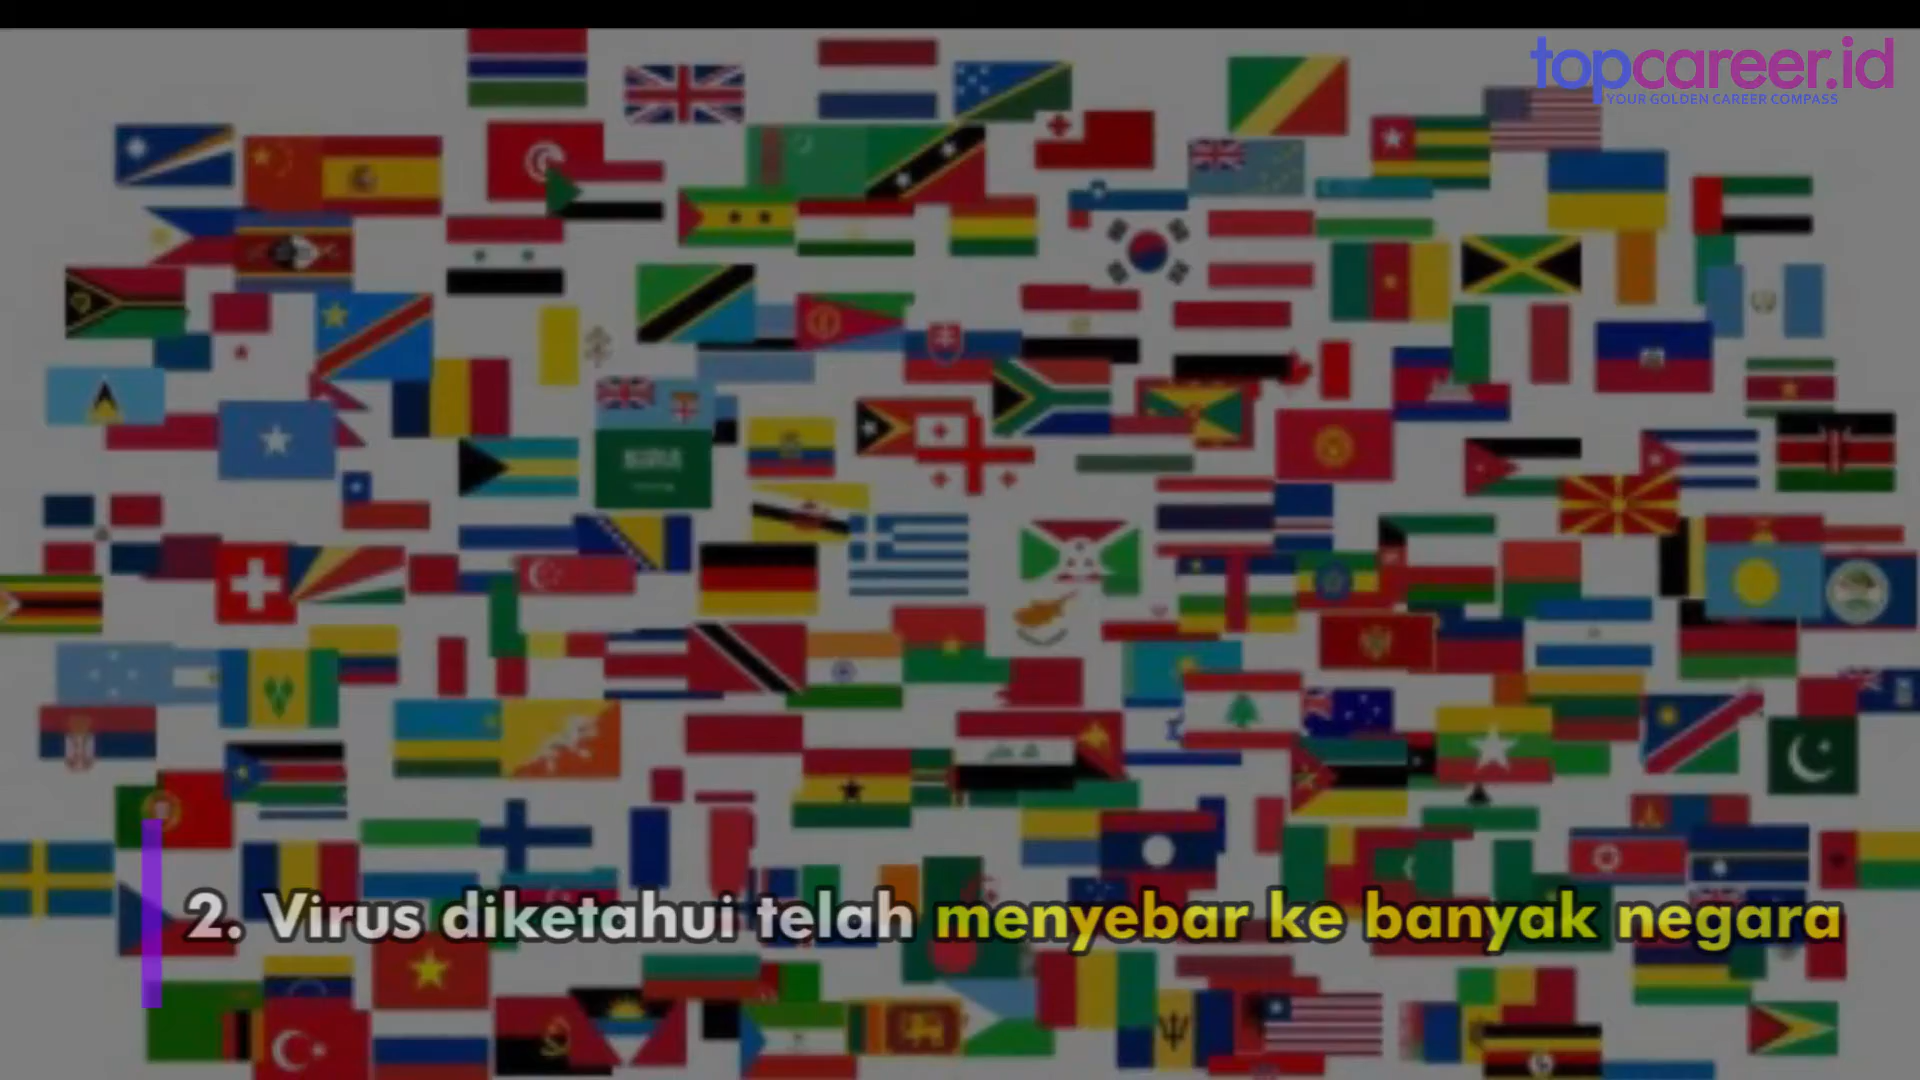 topcareer.id
YOUR GOLDEN CAREER COMPASS
2. Virus diketahui telah menyebar ke banyak negara